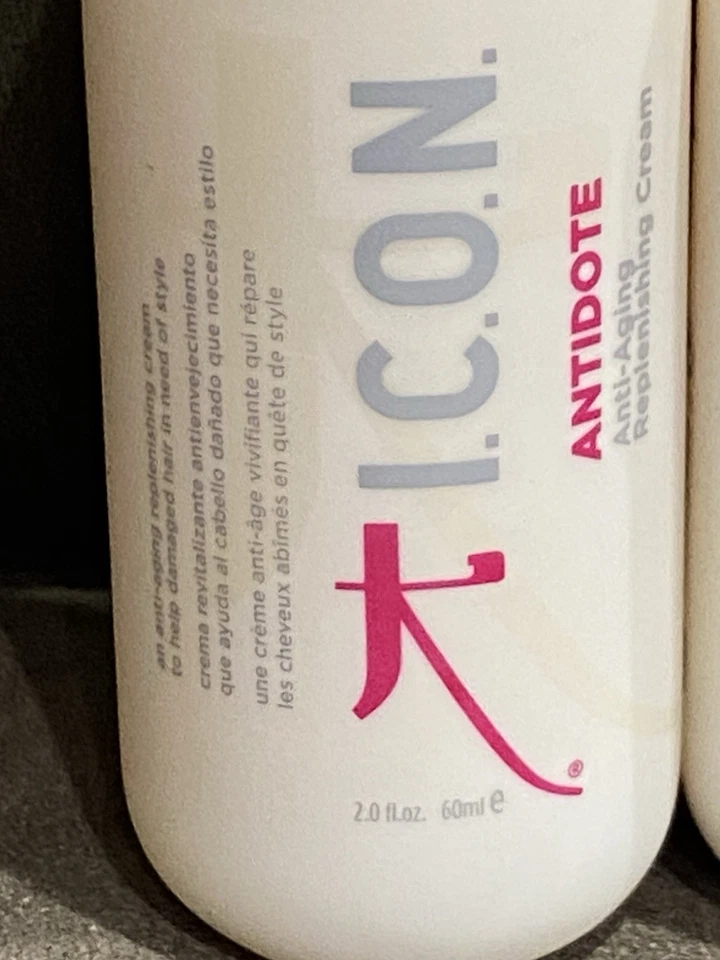 an anti-aging replenishing cream
to help damaged hair in need of style
crema revitalizante antienvejecimiento
que ayuda al cabello dañado que necesita estilo
une crème anti-âge vivifiante qui répare
les cheveux abîmés en quête de style
I.C.O.N.
®
ANTIDOTE
Anti-Aging
Replenishing Cream
2.0 fl.oz. 60ml e